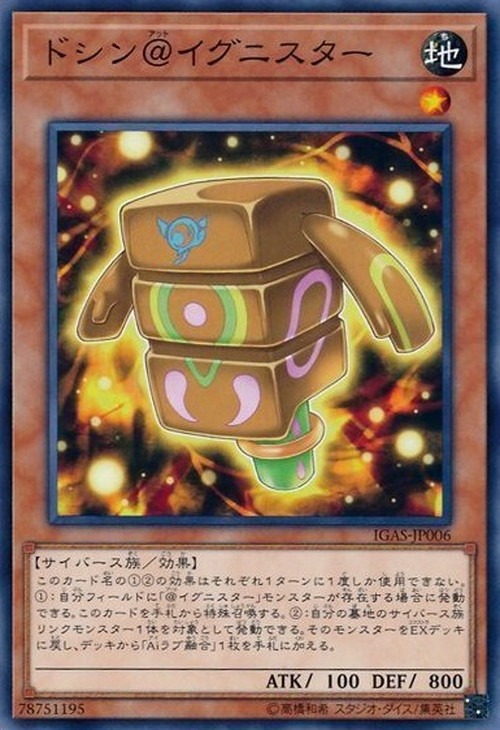 ドシン@イグニスター
アット
地
ち
IGAS-JP006
【サイバース族／効果】
このカード名の①②の効果はそれぞれ1ターンに1度しか使用できない。
①：自分フィールドに「@イグニスター」モンスターが存在する場合に発動
できる。このカードを手札から特殊召喚する。②：自分の墓地のサイバース族
リンクモンスター1体を対象として発動できる。そのモンスターをEXデッキ
に戻し、デッキから「Aiラブ融合」1枚を手札に加える。
ATK/ 100 DEF/ 800
78751195
©高橋和希 スタジオ・ダイス/集英社